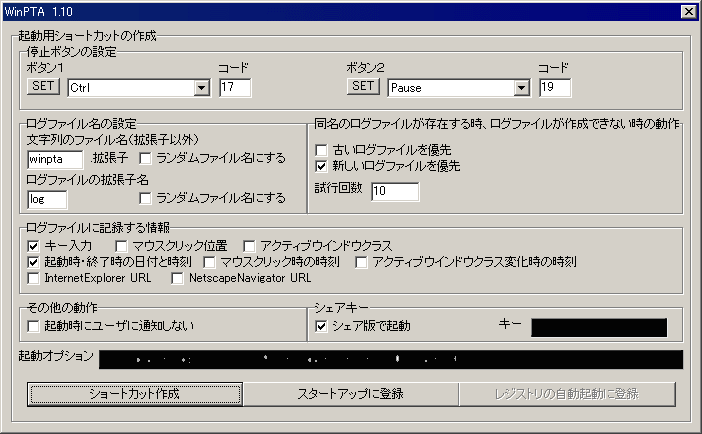 WinPTA 1.10
起動用ショートカットの作成
停止ボタンの設定
ボタン1 コード ボタン2 コード
SET Ctrl 17 SET Pause 19
ログファイル名の設定
文字列のファイル名(拡張子以外)
winpta .拡張子 ランダムファイル名にする
ログファイルの拡張子名
log ランダムファイル名にする
同名のログファイルが存在する時、ログファイルが作成できない時の動作
古いログファイルを優先
新しいログファイルを優先
試行回数 10
ログファイルに記録する情報
キー入力 マウスクリック位置 アクティブウインドウクラス
起動時・終了時の日付と時刻 マウスクリック時の時刻 アクティブウインドウクラス変化時の時刻
InternetExplorer URL NetscapeNavigator URL
その他の動作
起動時にユーザに通知しない
シェアキー
シェア版で起動 キー
起動オプション
ショートカット作成 スタートアップに登録 レジストリの自動起動に登録